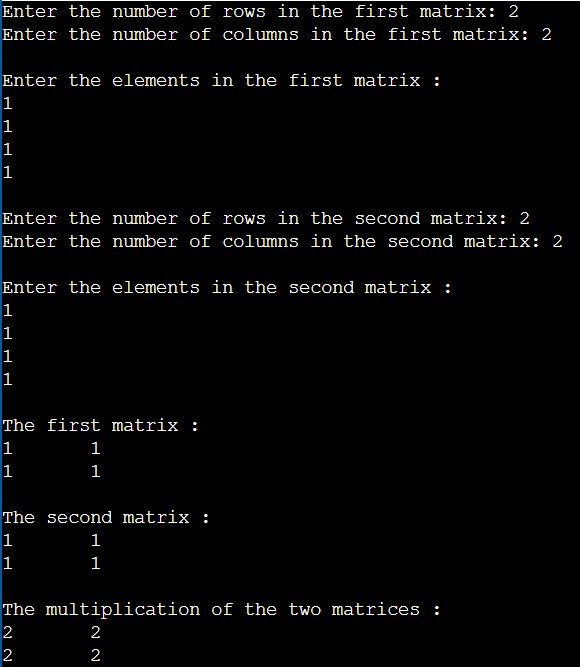 Enter the number of rows in the first matrix: 2
Enter the number of columns in the first matrix: 2
Enter the elements in the first matrix :
1
1
1
1
Enter the number of rows in the second matrix: 2
Enter the number of columns in the second matrix: 2
Enter the elements in the second matrix :
1
1
1
1
The first matrix :
1 1
1 1
The second matrix :
1 1
1 1
The multiplication of the two matrices :
2 2
2 2